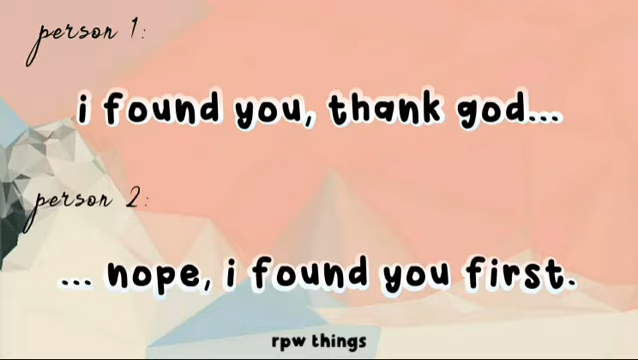 person 1:
i found you, thank god...
person 2:
... nope, i found you first.
rpw things